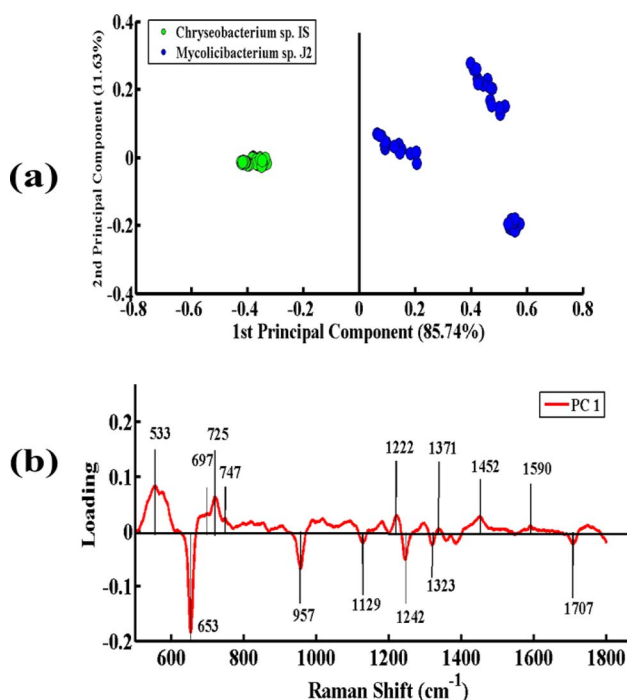 (a)
2nd Principal Component (11.63%)
Chryseobacterium sp. IS
Mycolicibacterium sp. J2
0.4
0.2
0
-0.2
-0.4
-0.8 -0.6 -0.4 -0.2 0 0.2 0.4 0.6 0.8
1st Principal Component (85.74%)
(b)
Loading
PC 1
0.2
0.1
0
-0.1
-0.2
533 697 725 747 1222 1371 1452 1590
653 957 1129 1242 1323 1707
600 800 1000 1200 1400 1600 1800
Raman Shift (cm-1)